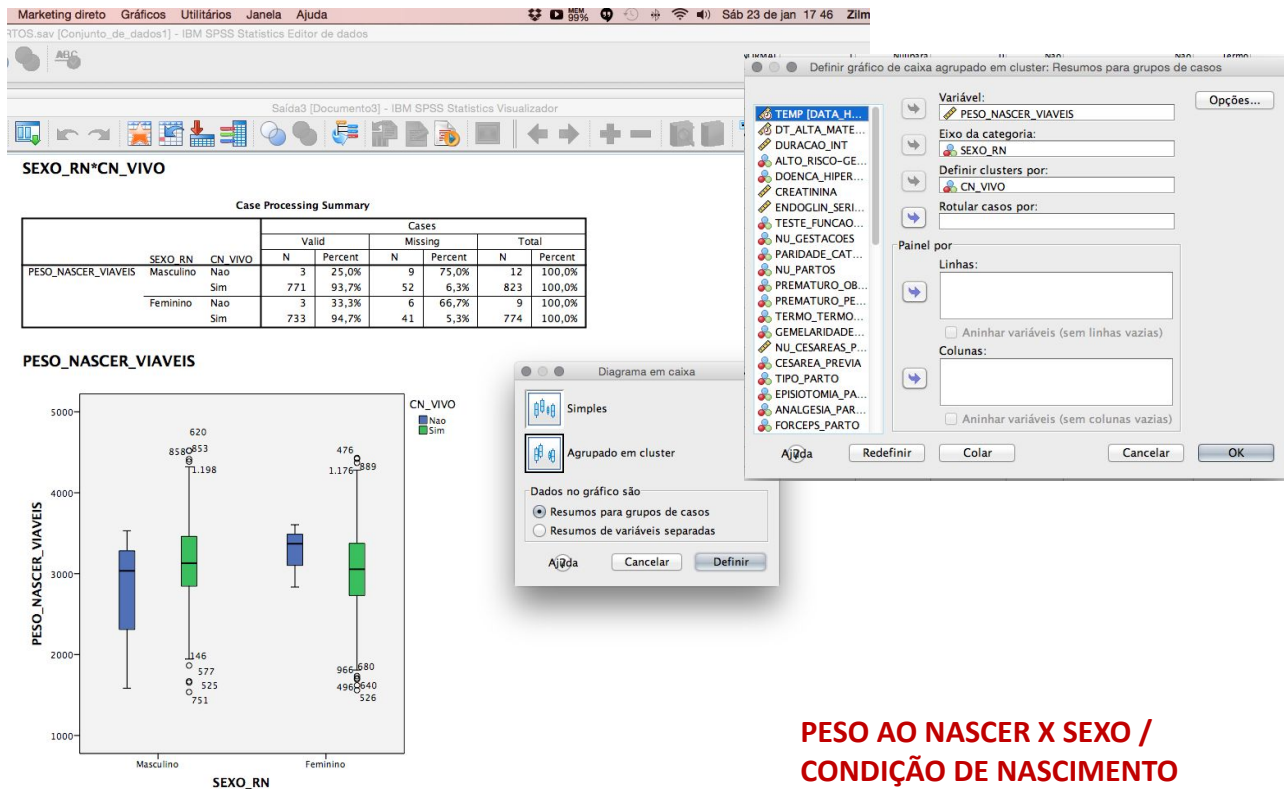 Marketing direto Gráficos Utilitários Janela Ajuda MEM 99% Sáb 23 de jan 17 46 Zilm
RTOS.sav [Conjunto_de_dados1] - IBM SPSS Statistics Editor de dados
ABC
Saída3 [Documento3] - IBM SPSS Statistics Visualizador
SEXO_RN*CN_VIVO
Case Processing Summary
Cases
Valid Missing Total
SEXO_RN CN_VIVO N Percent N Percent N Percent
PESO_NASCER_VIAVEIS Masculino Nao 3 25,0% 9 75,0% 12 100,0%
Sim 771 93,7% 52 6,3% 823 100,0%
Feminino Nao 3 33,3% 6 66,7% 9 100,0%
Sim 733 94,7% 41 5,3% 774 100,0%
PESO_NASCER_VIAVEIS
CN_VIVO
Nao
Sim
5000
4000
3000
2000
1000
PESO_NASCER_VIAVEIS
620
858 853
1.198
146
577
525
751
476
1.176 889
966 680
496 640
526
Masculino Feminino
SEXO_RN
Diagrama em caixa
Simples
Agrupado em cluster
Dados no gráfico são
Resumos para grupos de casos
Resumos de variáveis separadas
Ajuda Cancelar Definir
Nulipara Nao Nao Termo
Definir gráfico de caixa agrupado em cluster: Resumos para grupos de casos
TEMP [DATA_H...
DT_ALTA_MATE...
DURACAO_INT
ALTO_RISCO-GE...
DOENCA_HIPER...
CREATININA
ENDOGLIN_SERI...
TESTE_FUNCAO...
NU_GESTACOES
PARIDADE_CAT...
NU_PARTOS
PREMATURO_OB...
PREMATURO_PE...
TERMO_TERMO...
GEMELARIDADE...
NU_CESAREAS_P...
CESAREA_PREVIA
TIPO_PARTO
EPISIOTOMIA_PA...
ANALGESIA_PAR...
FORCEPS_PARTO
Variável:
PESO_NASCER_VIAVEIS
Eixo da categoria:
SEXO_RN
Definir clusters por:
CN_VIVO
Rotular casos por:
Painel por
Linhas:
Aninhar variáveis (sem linhas vazias)
Colunas:
Aninhar variáveis (sem colunas vazias)
Opções...
Ajuda Redefinir Colar Cancelar OK
PESO AO NASCER X SEXO /
CONDIÇÃO DE NASCIMENTO